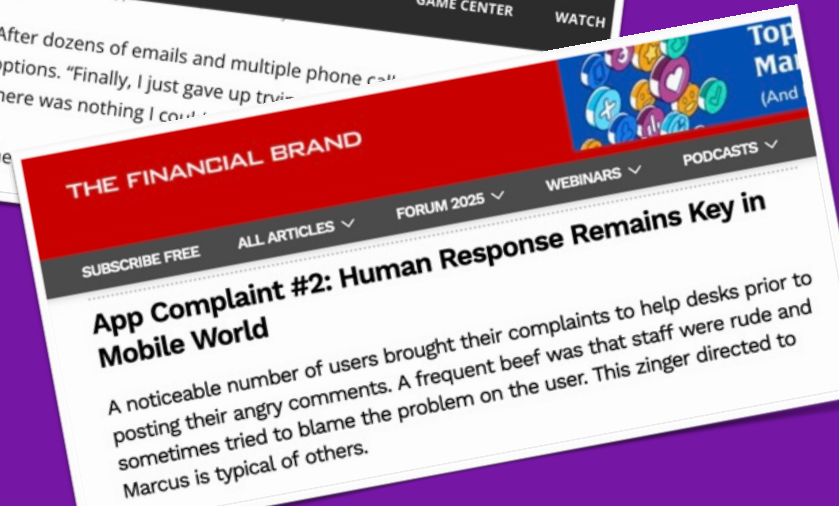 GAME CENTER
WATCH
After dozens of emails and multiple phone
options. “Finally, I just gave up
here was nothing I
THE FINANCIAL BRAND
Top
(And
SUBSCRIBE FREE
ALL ARTICLES
FORUM 2025
WEBINARS
PODCASTS
App Complaint #2: Human Response Remains Key in
Mobile World
A noticeable number of users brought their complaints to help desks prior to
posting their angry comments. A frequent beef was that staff were rude and
sometimes tried to blame the problem on the user. This zinger directed to
Marcus is typical of others.